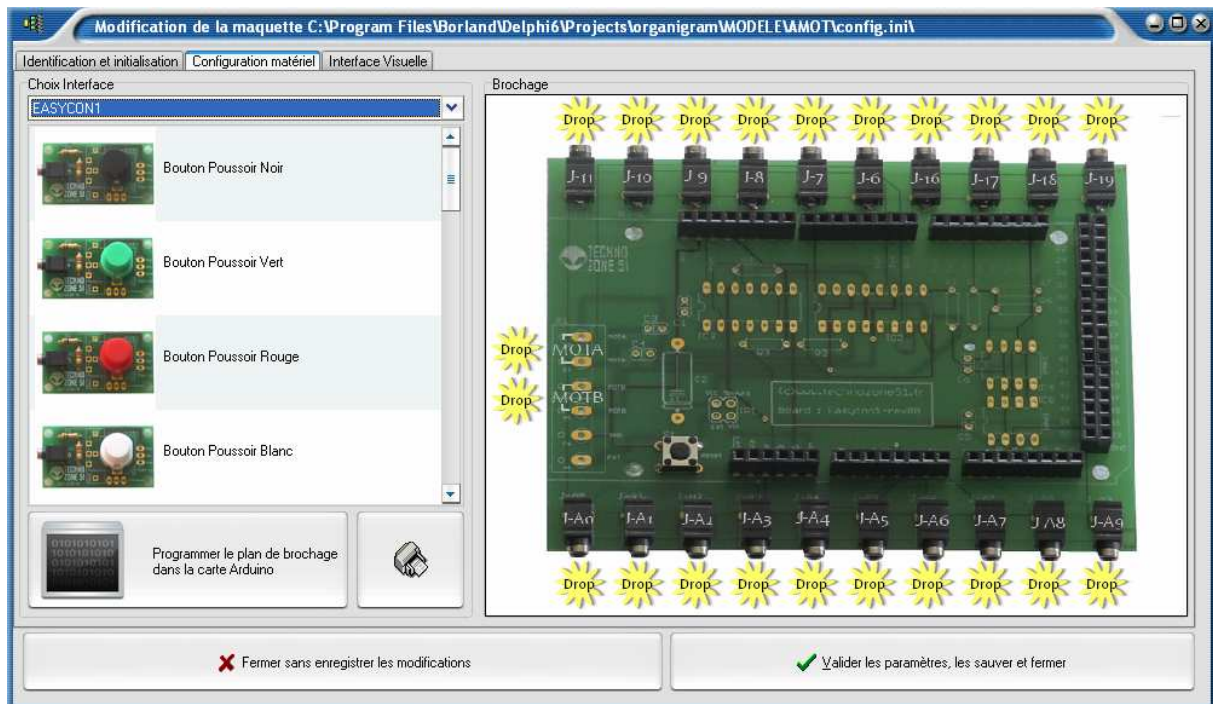 Modification de la maquette C:\Program Files\Borland\Delphi6\Projects\organigram\MODELE\AMOT\config.ini\
Identification et initialisation Configuration matériel Interface Visuelle
Choix Interface
EASYCON1
Bouton Poussoir Noir
Bouton Poussoir Vert
Bouton Poussoir Rouge
Bouton Poussoir Blanc
Programmer le plan de brochage
dans la carte Arduino
Brochage
Drop Drop Drop Drop Drop Drop Drop Drop Drop Drop
J-11 J-10 J-9 J-8 J-7 J-6 J-16 J-17 J-18 J-19
TECHNO
ZONE 51
Drop MOTA
Drop MOTB
J-A0 J-A1 J-A2 J-A3 J-A4 J-A5 J-A6 J-A7 J-A8 J-A9
Drop Drop Drop Drop Drop Drop Drop Drop Drop Drop
Fermer sans enregistrer les modifications
Valider les paramètres, les sauver et fermer